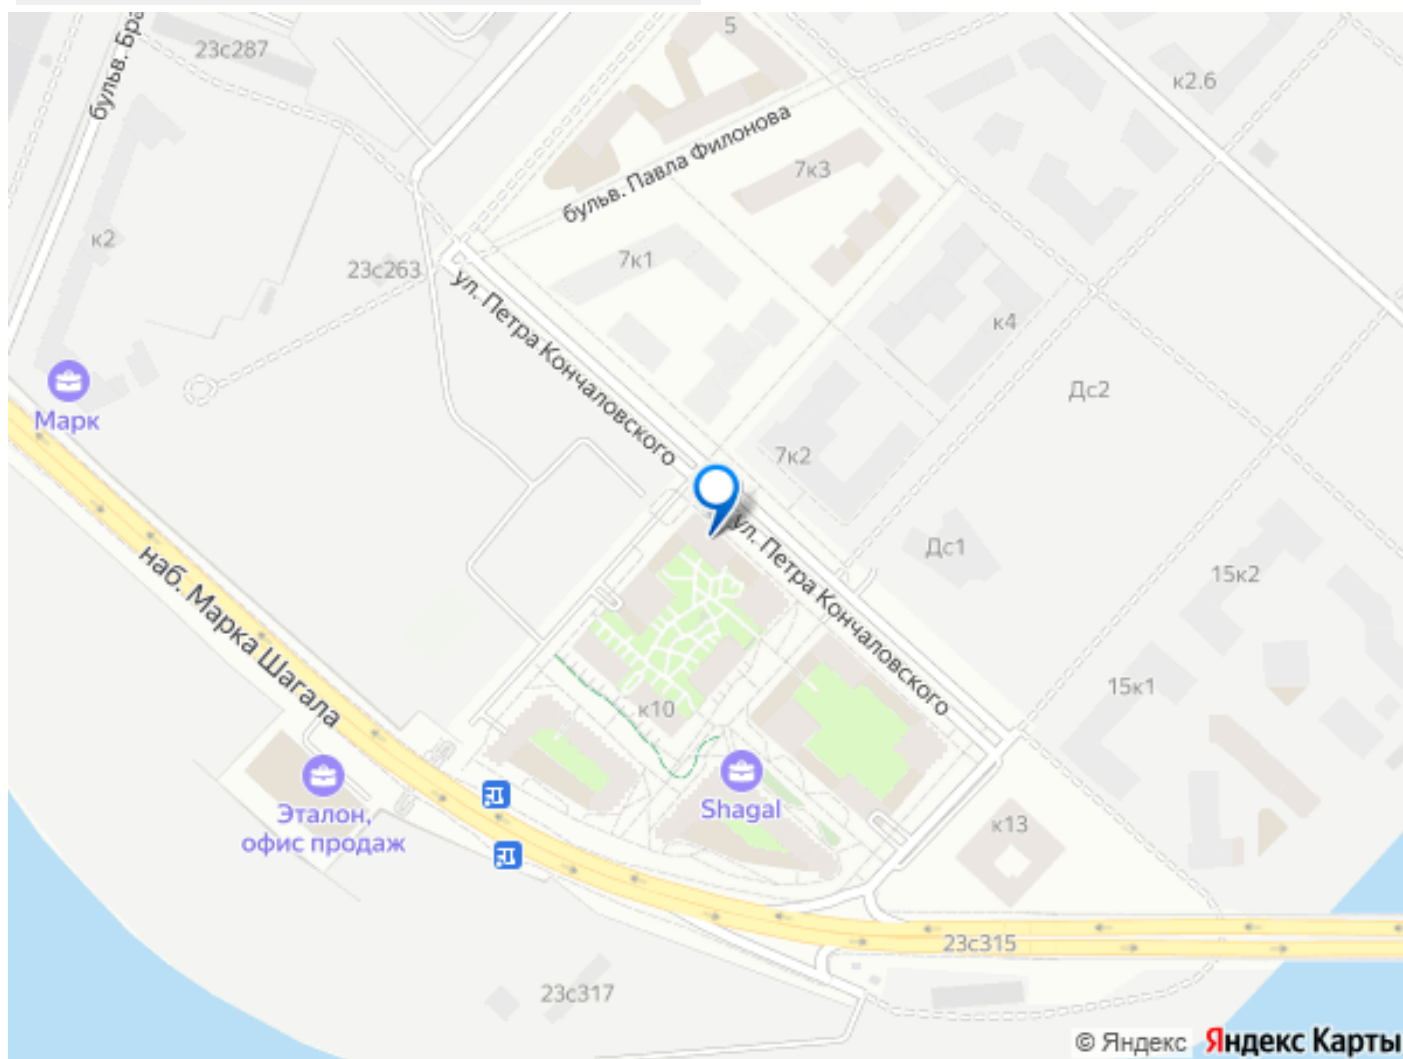 23с287
бульв. Бра
5
к2.6
бульв. Павла Филонова
7к3
к2
23с263
7к1
ул. Петра Кончаловского
к4
Марк
Дс2
7к2
ул. Петра Кончаловского
Дс1
15к2
наб. Марка Шагала
15к1
к10
Shagal
Эталон,
офис продаж
к13
23с315
23с317
© Яндекс Яндекс Карты